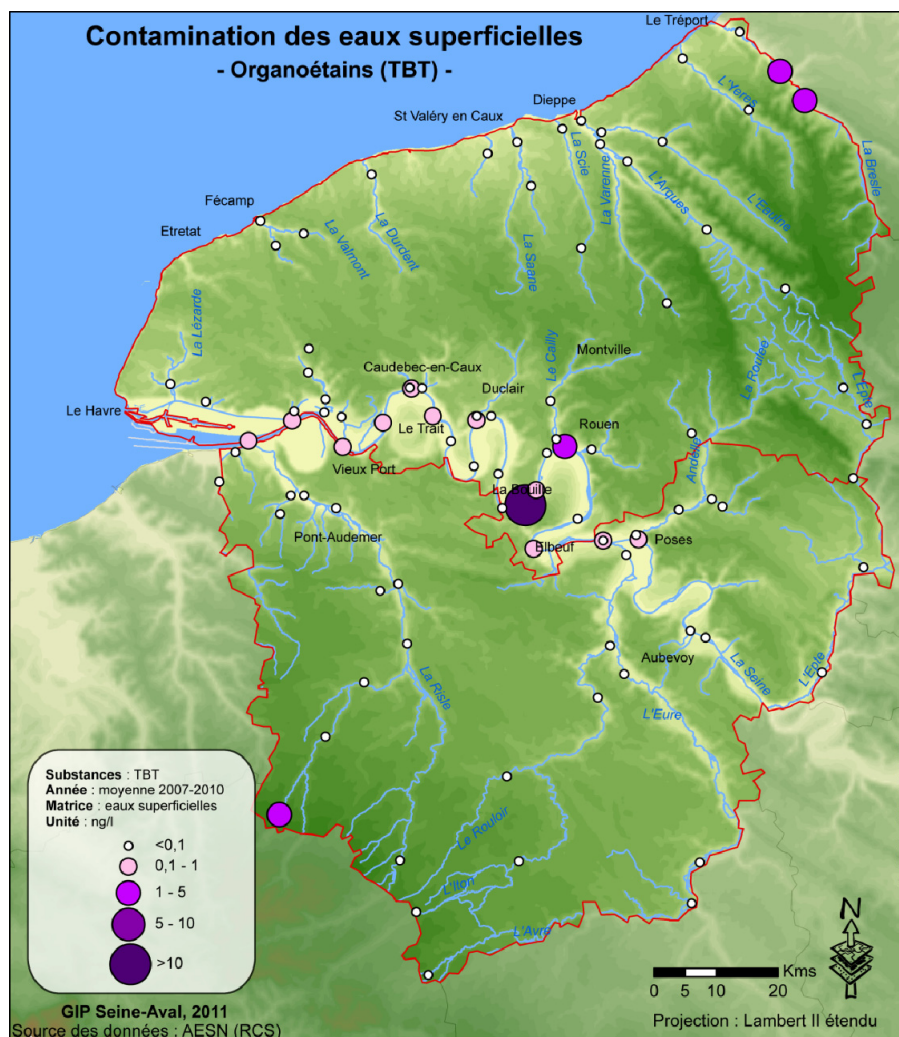 Contamination des eaux superficielles
- Organoétains (TBT) -
Le Tréport
L'Yeres
La Bresle
Dieppe
St Valéry en Caux
La Scie
La Varenne
L'Arques
L'Eaulne
Fécamp
Etretat
La Valmont
La Durdent
La Saane
La Lézarde
Caudebec-en-Caux
Le Cailly
Montville
Duclair
La Roulée
L'Epte
Le Havre
Le Trait
Rouen
Vieux Port
La Bouille
Andelle
Pont-Audemer
Elbeuf
Poses
Aubevoy
La Seine
L'Epte
La Risle
L'Eure
Le Rouloir
L'Iton
L'Avre
Substances : TBT
Année : moyenne 2007-2010
Matrice : eaux superficielles
Unité : ng/l
<0,1
0,1 - 1
1 - 5
5 - 10
>10
N
Kms
0 5 10 20
GIP Seine-Aval, 2011
Source des données : AESN (RCS)
Projection : Lambert II étendu